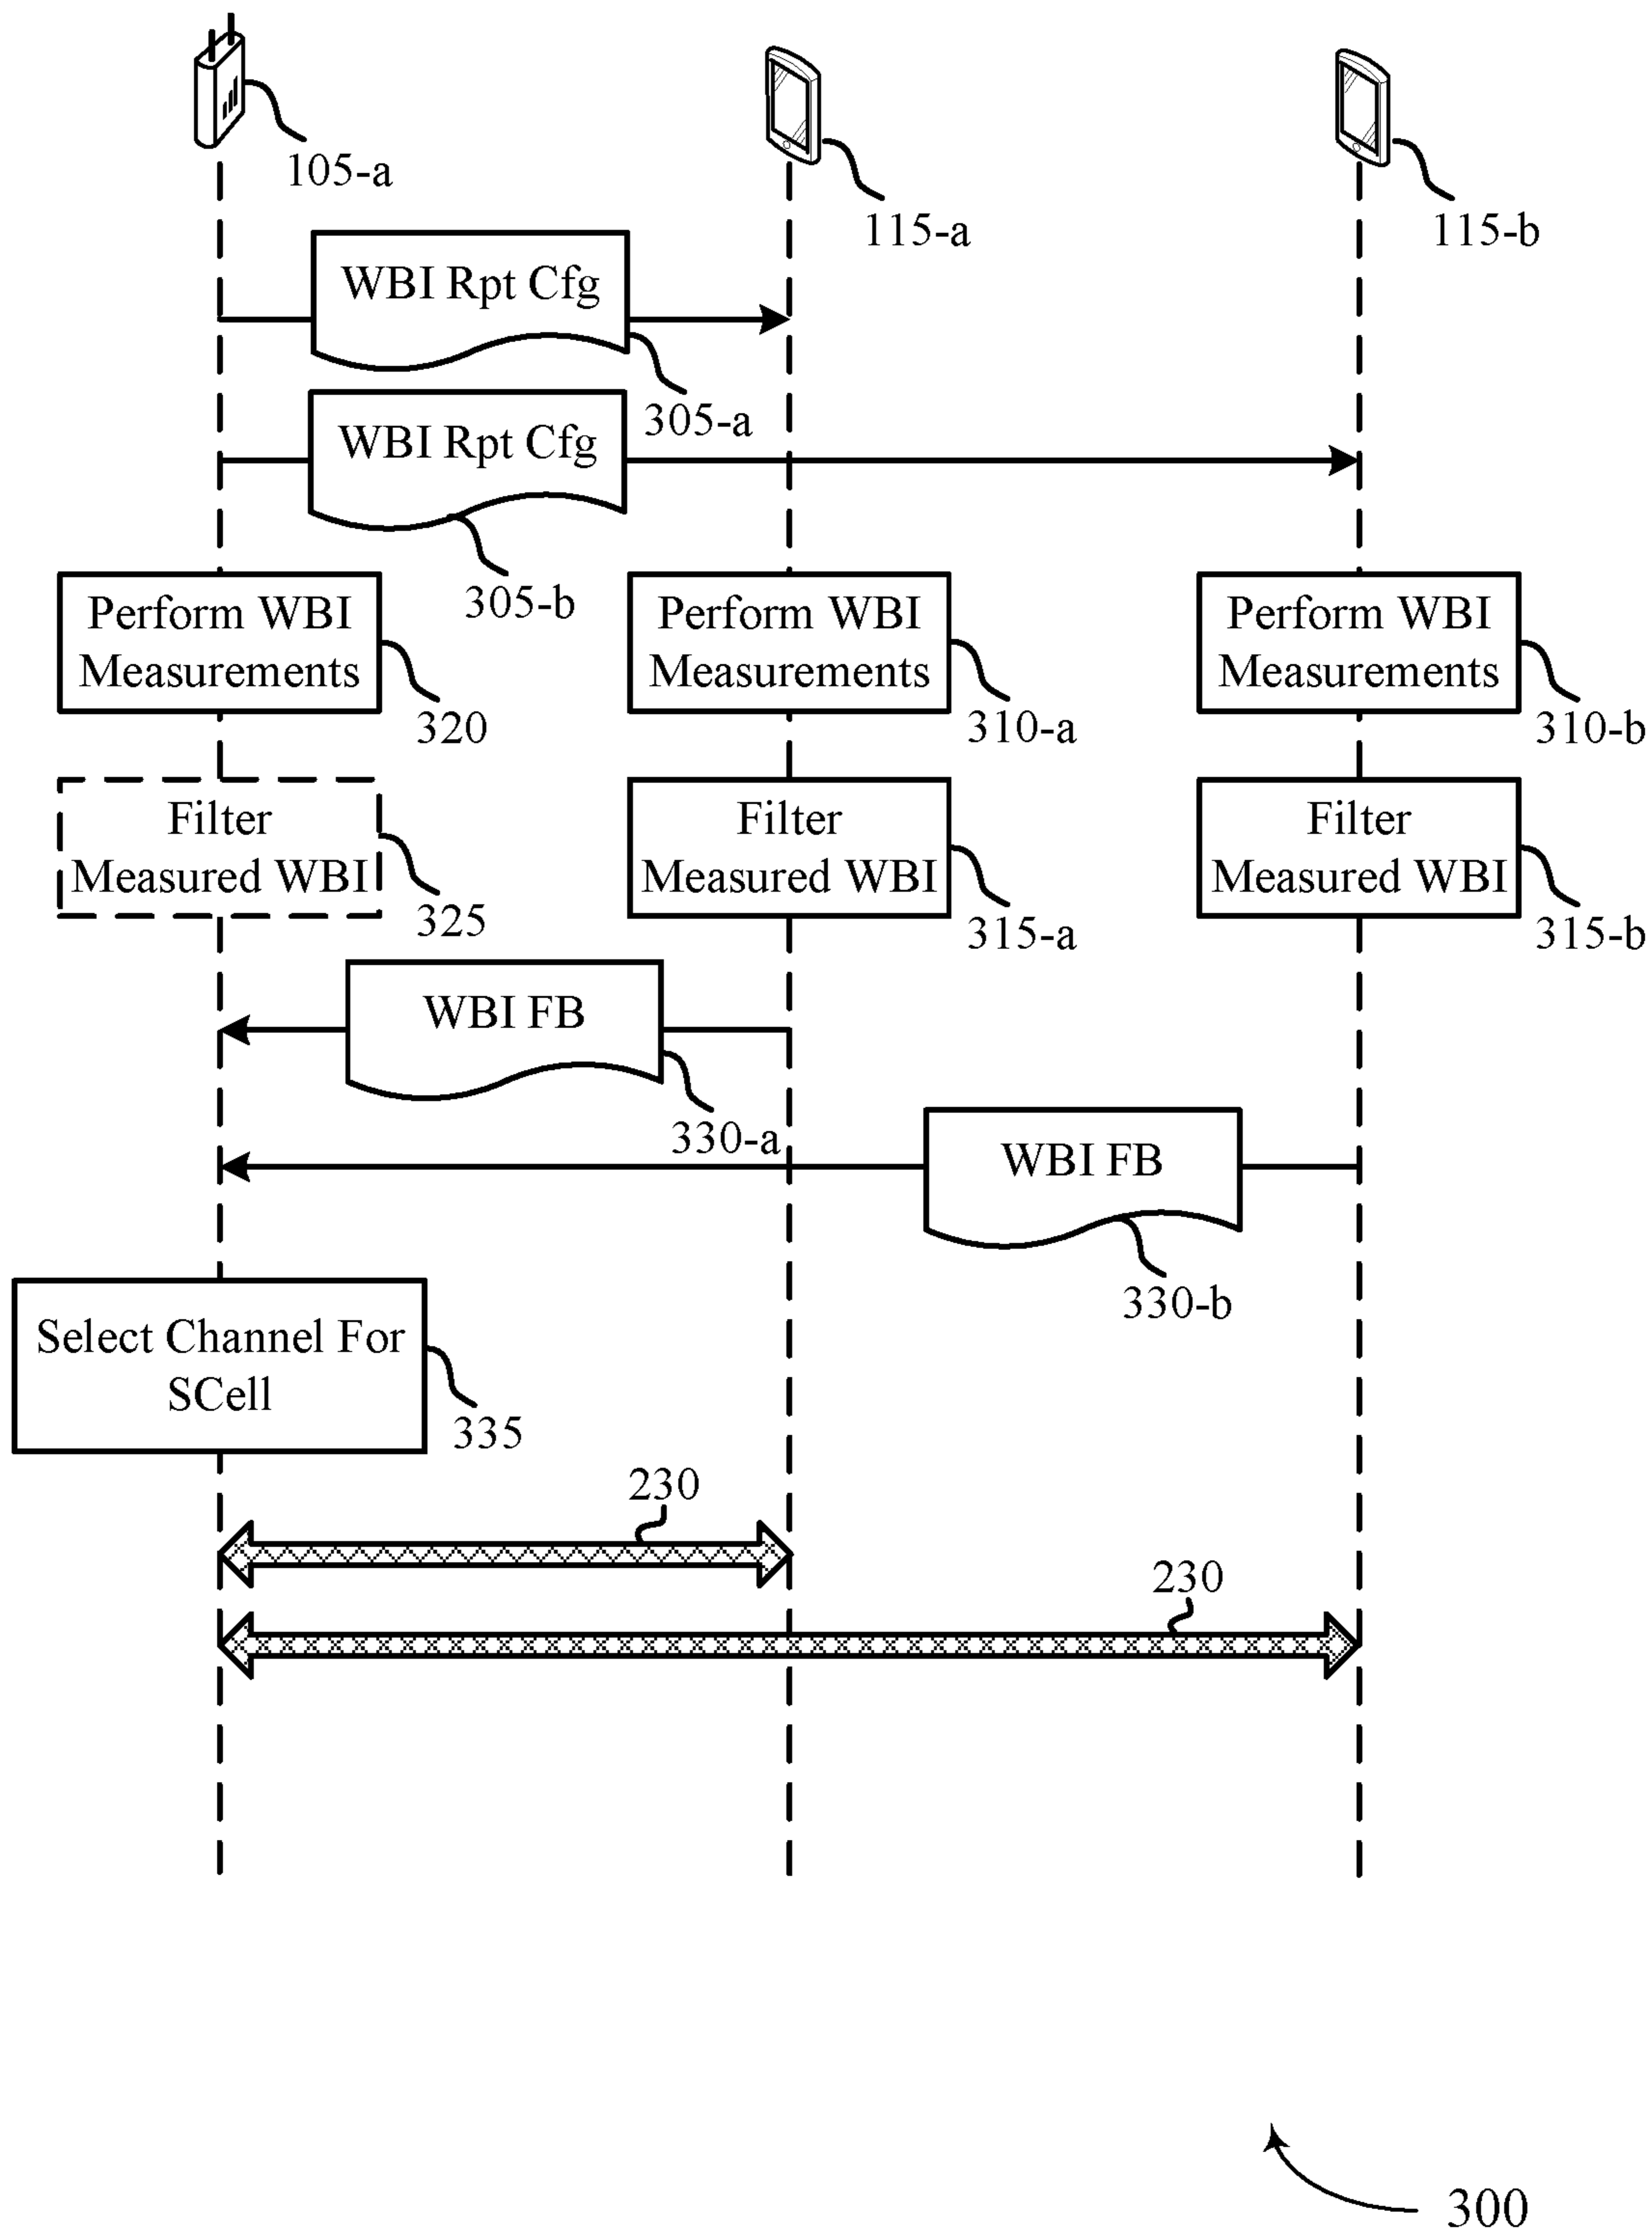 105-a
115-a
115-b
WBI Rpt Cfg
305-a
WBI Rpt Cfg
305-b
Perform WBI
Measurements
320
Perform WBI
Measurements
310-a
Perform WBI
Measurements
310-b
Filter
Measured WBI
325
Filter
Measured WBI
315-a
Filter
Measured WBI
315-b
WBI FB
330-a
WBI FB
330-b
Select Channel For
SCell
335
230
230
300